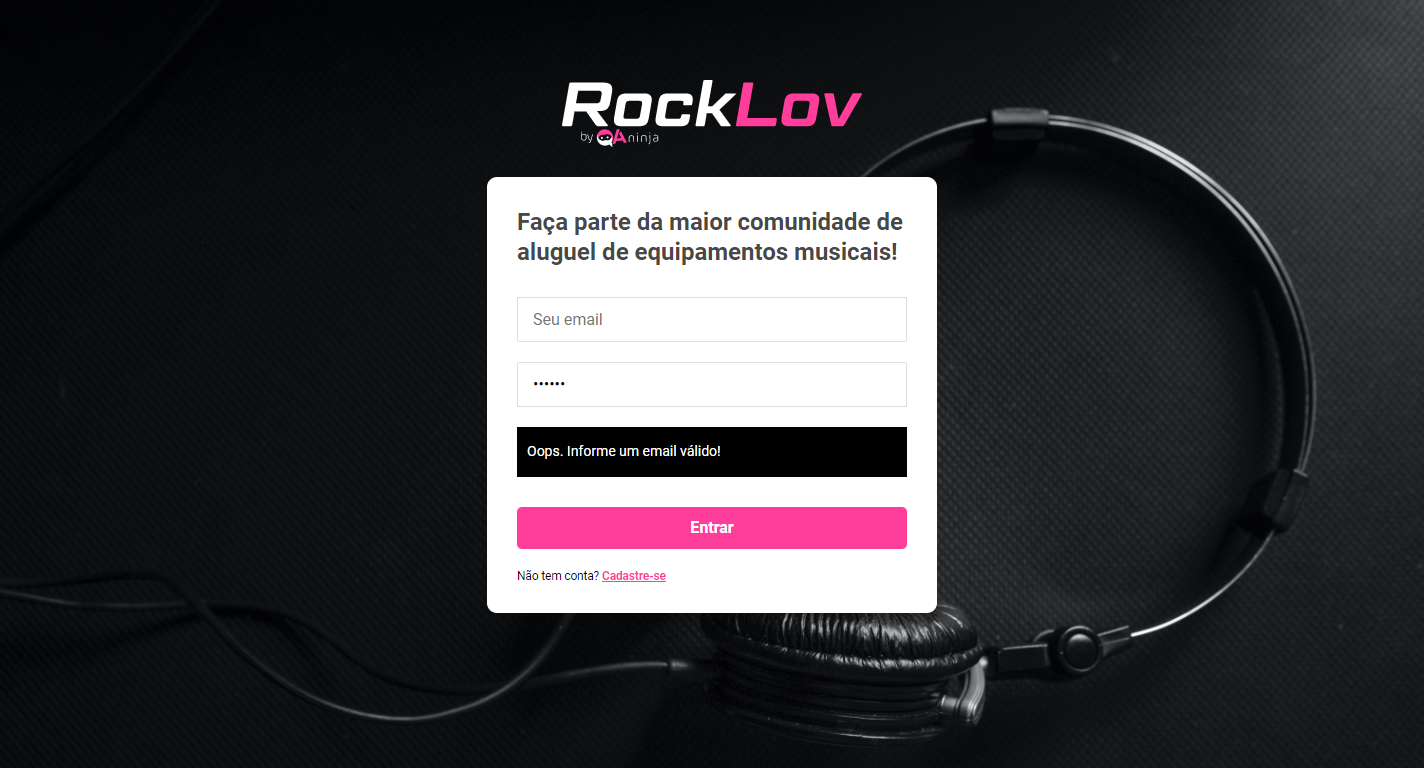 RockLov
by QA ninja
Faça parte da maior comunidade de
aluguel de equipamentos musicais!
Seu email
••••••
Oops. Informe um email válido!
Entrar
Não tem conta? Cadastre-se